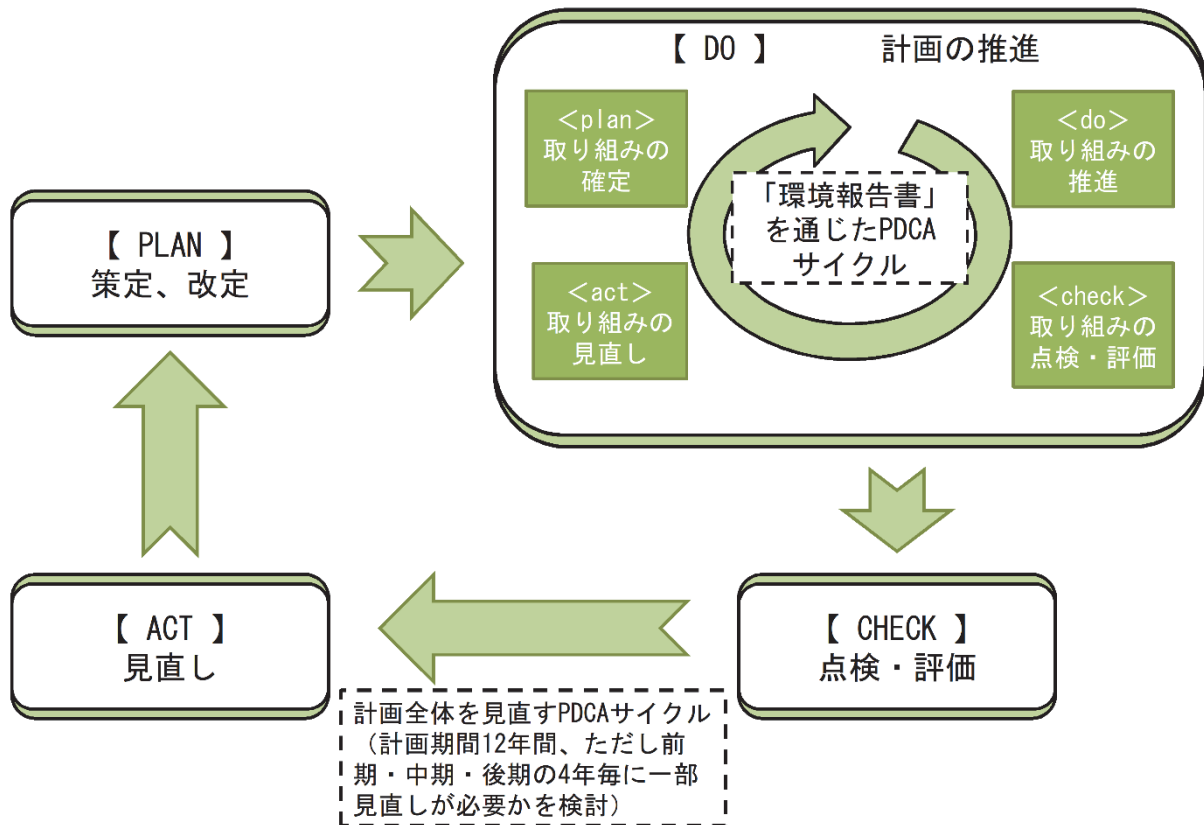 【 DO 】 計画の推進
<plan>
取り組みの
確定
<do>
取り組みの
推進
「環境報告書」
を通じたPDCA
サイクル
<act>
取り組みの
見直し
<check>
取り組みの
点検・評価
【 PLAN 】
策定、改定
【 ACT 】
見直し
【 CHECK 】
点検・評価
計画全体を見直すPDCAサイクル
(計画期間12年間、ただし前
期・中期・後期の4年毎に一部
見直しが必要かを検討)